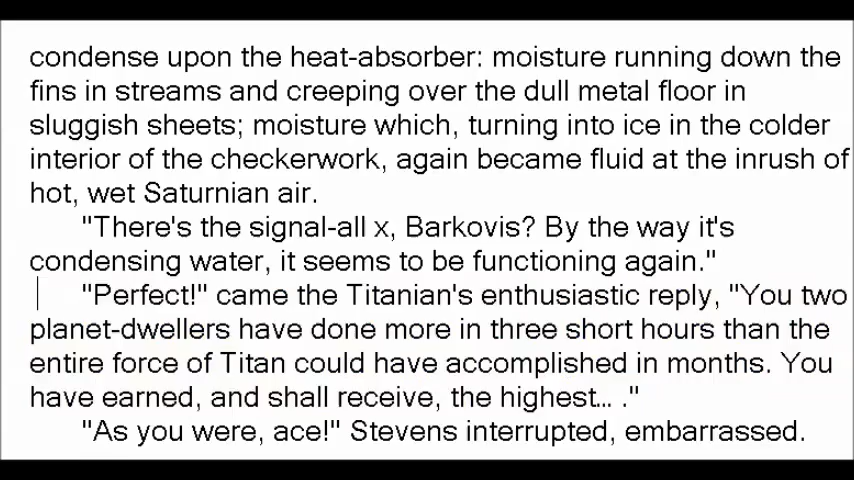 condense upon the heat-absorber: moisture running down the
fins in streams and creeping over the dull metal floor in
sluggish sheets; moisture which, turning into ice in the colder
interior of the checkerwork, again became fluid at the inrush of
hot, wet Saturnian air.
"There's the signal-all x, Barkovis? By the way it's
condensing water, it seems to be functioning again."
"Perfect!" came the Titanian's enthusiastic reply, "You two
planet-dwellers have done more in three short hours than the
entire force of Titan could have accomplished in months. You
have earned, and shall receive, the highest... ."
"As you were, ace!" Stevens interrupted, embarrassed.